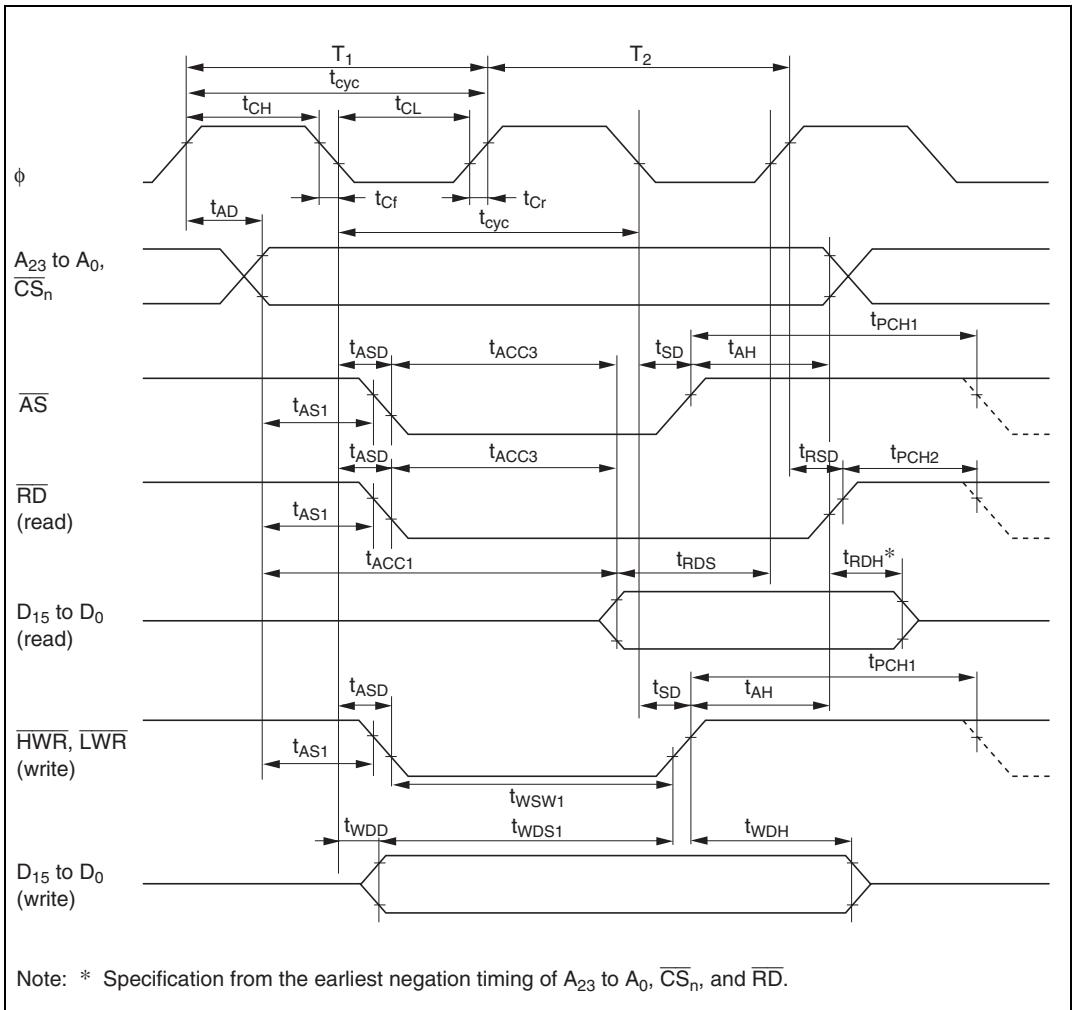 T1 T2
tcyc
tCH tCL
φ
tCf tCr
tAD tcyc
A23 to A0,
CSn
tPCH1
tASD tACC3 tSD tAH
AS
tAS1
tASD tACC3 tRSD tPCH2
RD
(read)
tAS1
tACC1 tRDS tRDH*
D15 to D0
(read)
tPCH1
tASD tSD tAH
HWR, LWR
(write)
tAS1
tWSW1
tWDD tWDS1 tWDH
D15 to D0
(write)
Note: * Specification from the earliest negation timing of A23 to A0, CSn, and RD.